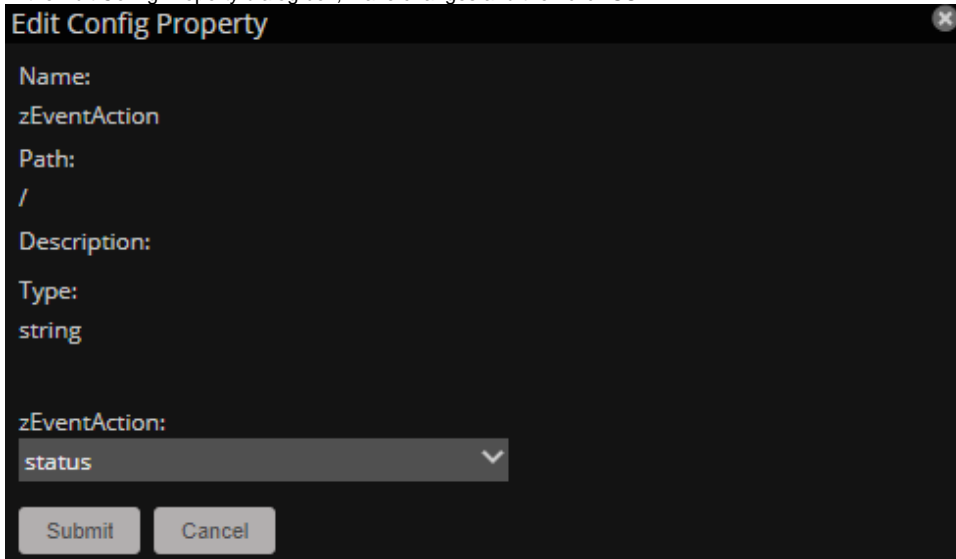 Edit Config Property
Name:
zEventAction
Path:
/
Description:
Type:
string
zEventAction:
status
Submit
Cancel